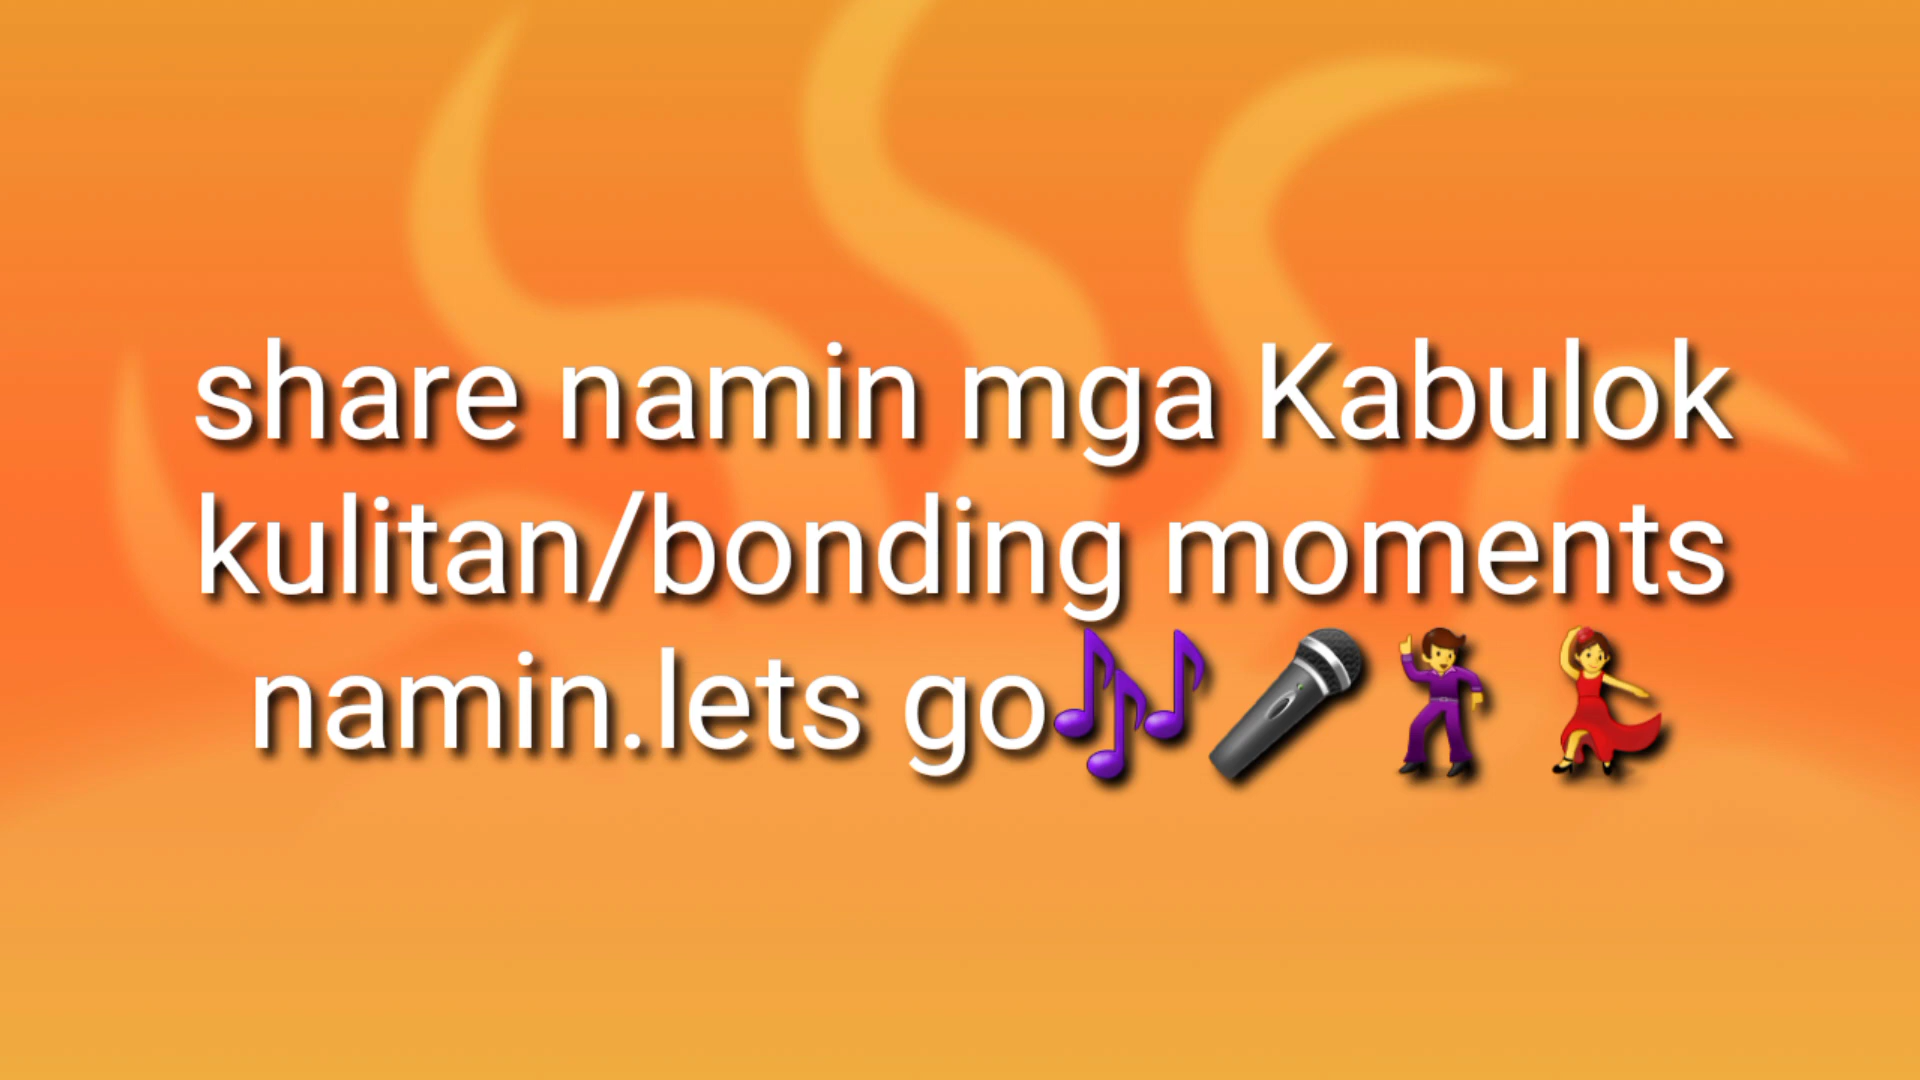 share namin mga Kabulok
kulitan/bonding moments
namin.lets go🎶🎤🕺💃